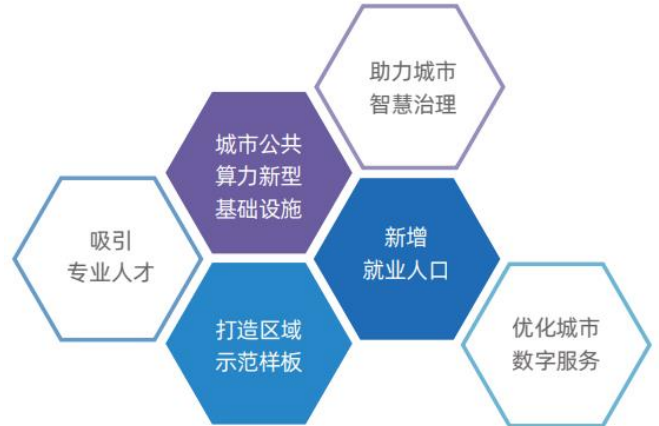 助力城市
智慧治理
城市公共
算力新型
基础设施
吸引
专业人才
新增
就业人口
打造区域
示范样板
优化城市
数字服务